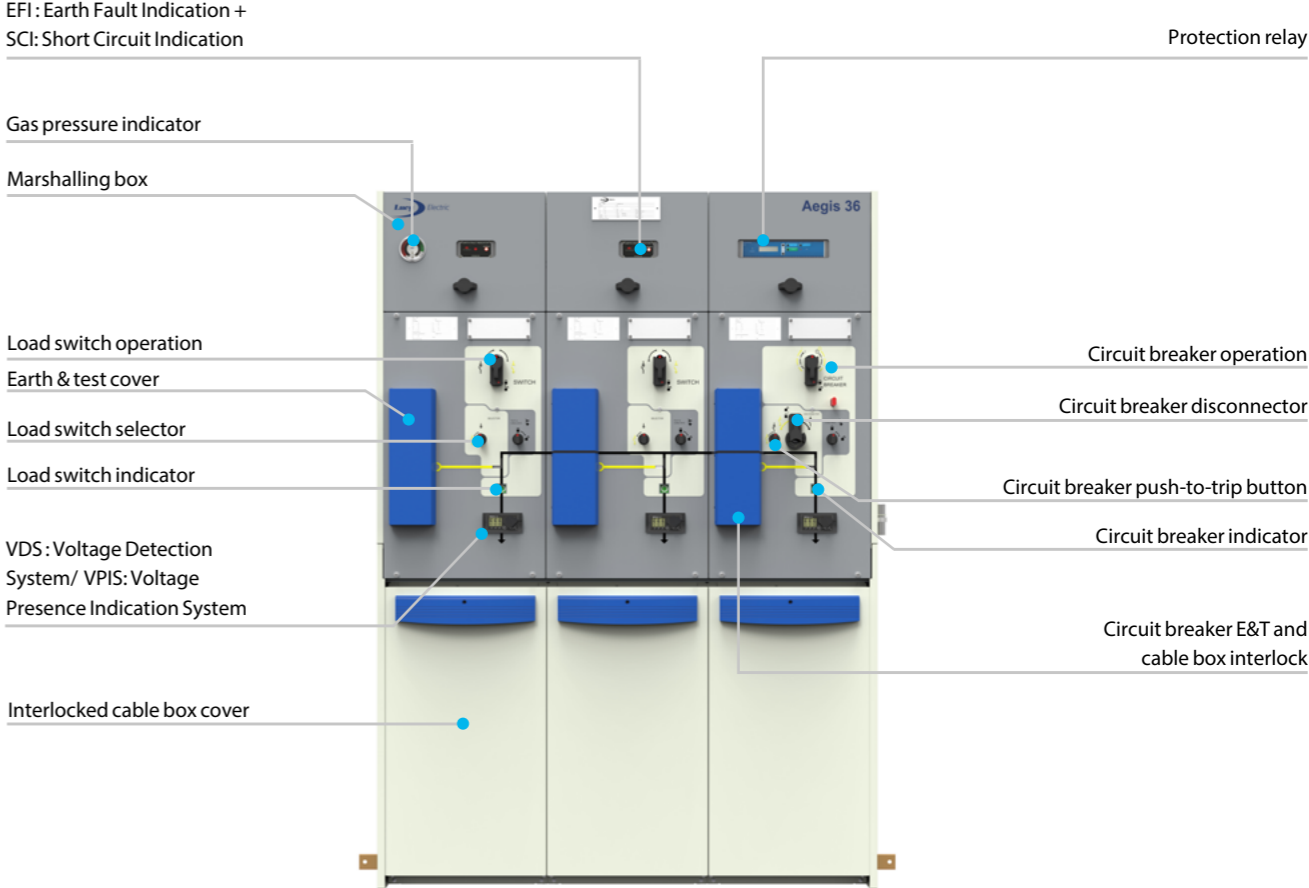 EFI : Earth Fault Indication +
SCI: Short Circuit Indication
Protection relay
Gas pressure indicator
Marshalling box
Lucy Electric
Aegis 36
Load switch operation
Earth & test cover
Load switch selector
Load switch indicator
SWITCH
SWITCH
CIRCUIT
BREAKER
Circuit breaker operation
Circuit breaker disconnector
Circuit breaker push-to-trip button
Circuit breaker indicator
VDS : Voltage Detection
System/ VPIS: Voltage
Presence Indication System
Circuit breaker E&T and
cable box interlock
Interlocked cable box cover